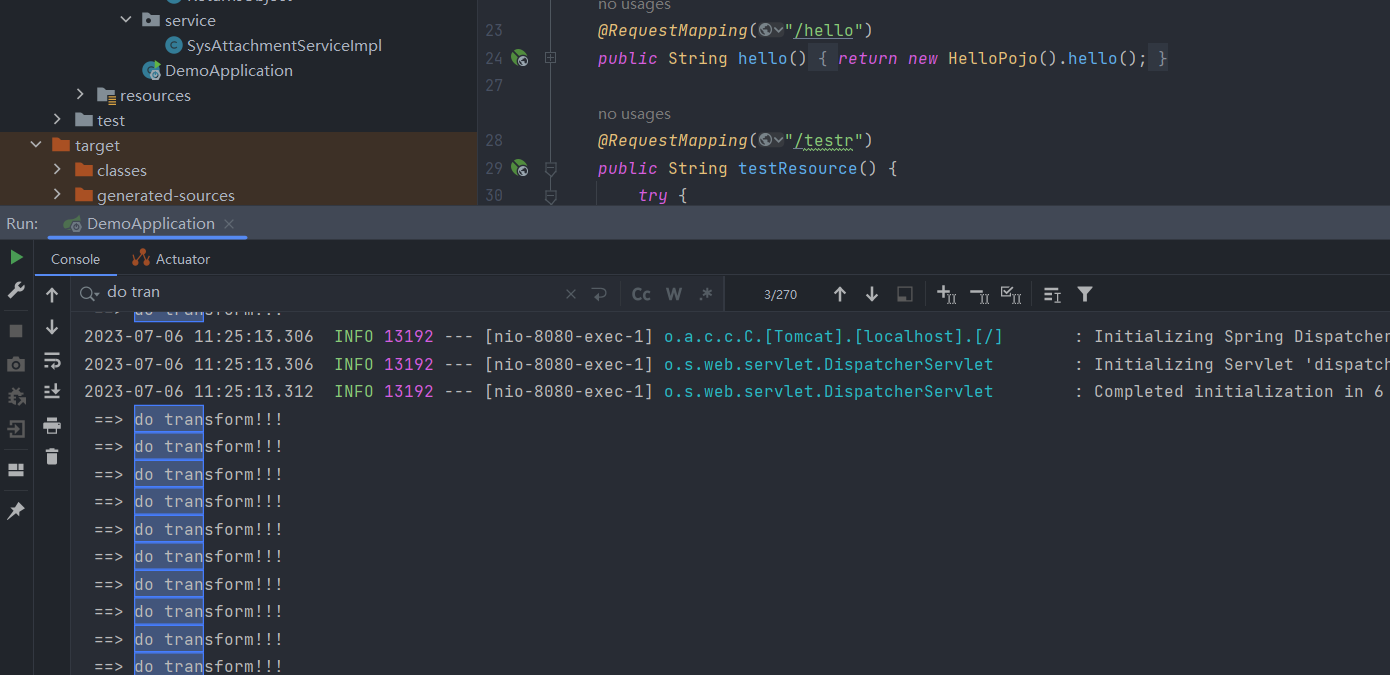 service
SysAttachmentServiceImpl
DemoApplication
resources
test
target
classes
generated-sources
no usages
23 @RequestMapping("/hello")
24 public String hello() { return new HelloPojo().hello(); }
27
no usages
28 @RequestMapping("/testr")
29 public String testResource() {
30 try {
Run: DemoApplication
Console Actuator
do tran Cc W .* 3/270
==> do transform!!!
2023-07-06 11:25:13.306 INFO 13192 --- [nio-8080-exec-1] o.a.c.c.C.[Tomcat].[localhost].[/] : Initializing Spring Dispatcher
2023-07-06 11:25:13.306 INFO 13192 --- [nio-8080-exec-1] o.s.web.servlet.DispatcherServlet : Initializing Servlet 'dispatch
2023-07-06 11:25:13.312 INFO 13192 --- [nio-8080-exec-1] o.s.web.servlet.DispatcherServlet : Completed initialization in 6
==> do transform!!!
==> do transform!!!
==> do transform!!!
==> do transform!!!
==> do transform!!!
==> do transform!!!
==> do transform!!!
==> do transform!!!
==> do transform!!!
==> do transform!!!